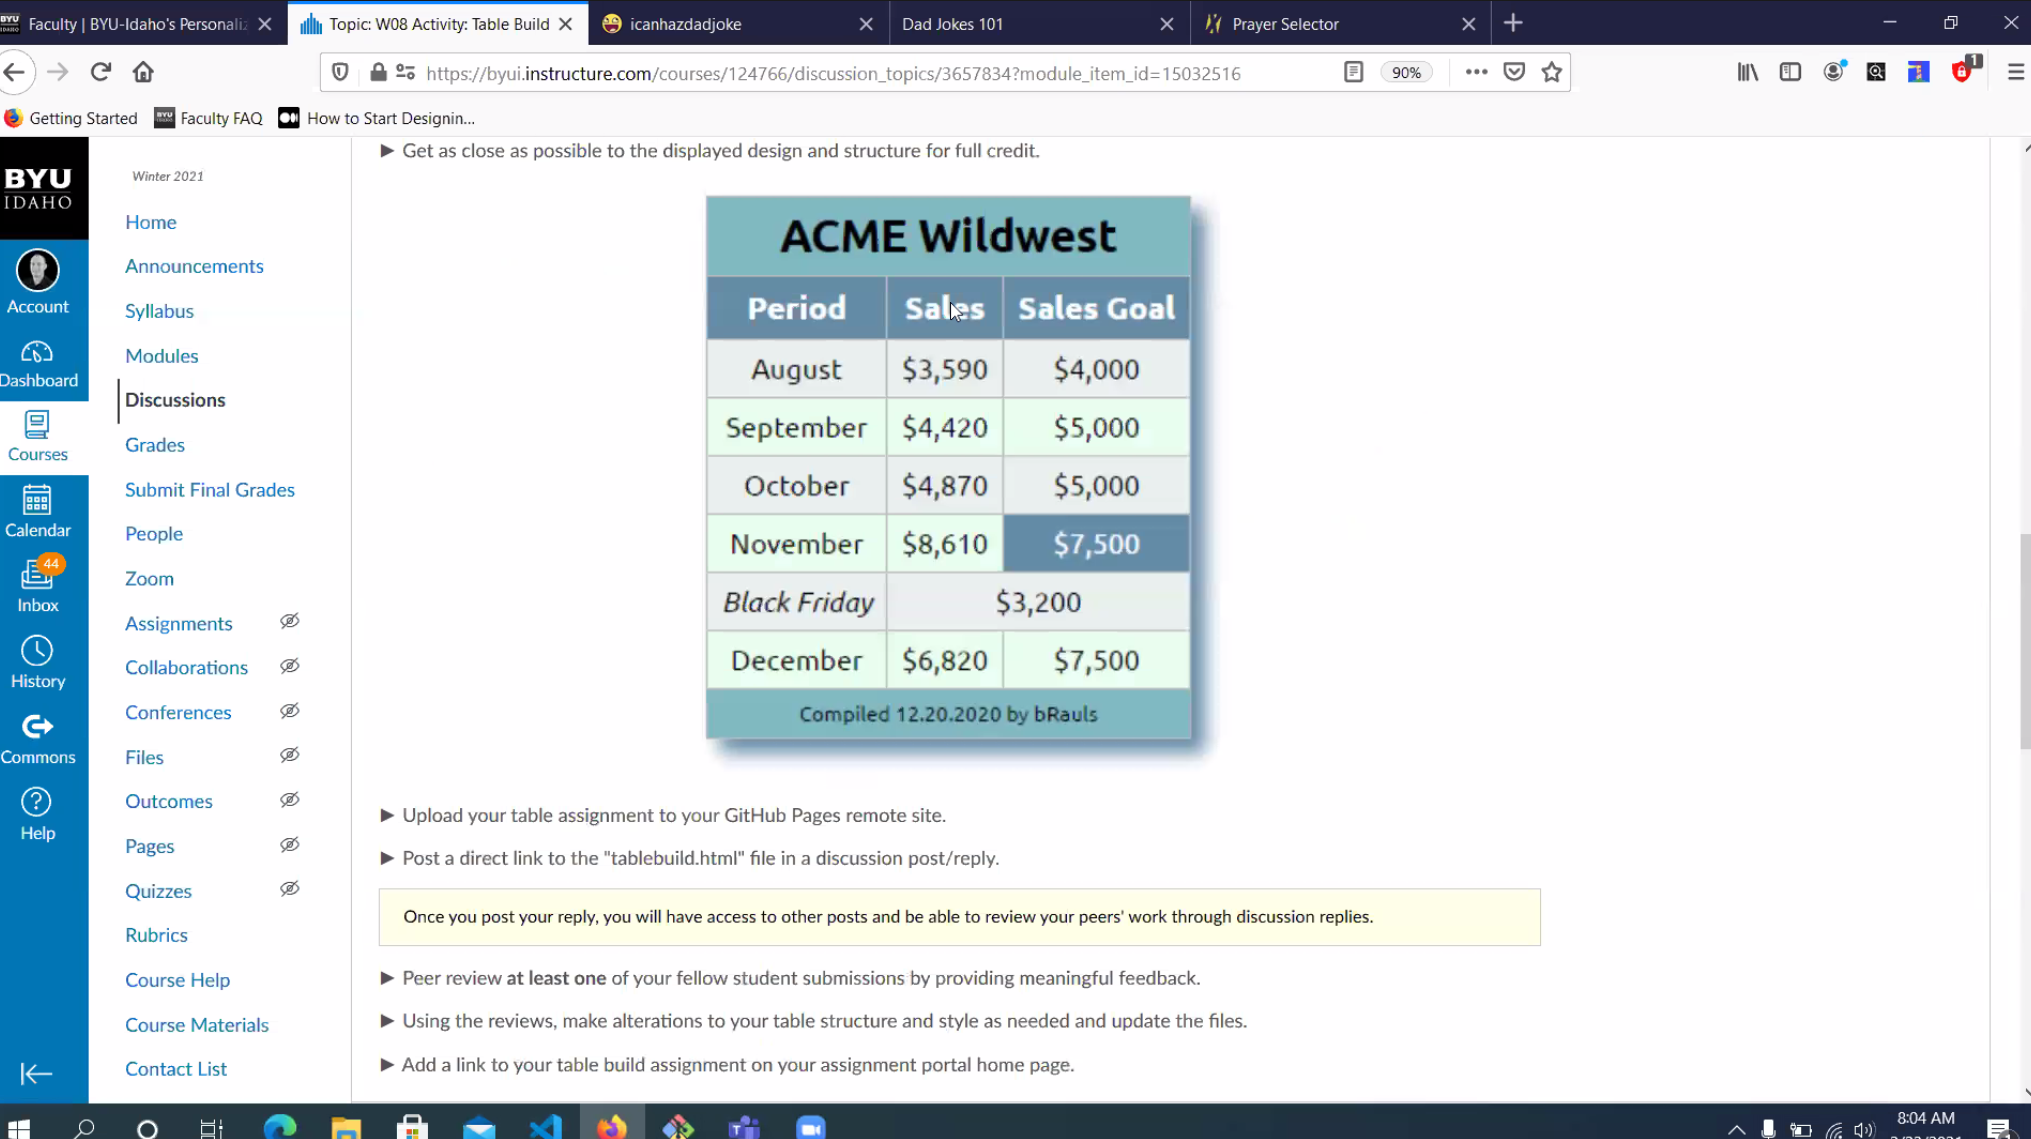 Faculty | BYU-Idaho's Personaliz
Topic: W08 Activity: Table Build
icanhazdadjoke
Dad Jokes 101
Prayer Selector
https://byui.instructure.com/courses/124766/discussion_topics/3657834?module_item_id=15032516
90%
1
Getting Started
BYU Faculty FAQ
How to Start Designin...
BYU
IDAHO
Account
Dashboard
Courses
Calendar
44
Inbox
History
Commons
Help
Winter 2021
Home
Announcements
Syllabus
Modules
Discussions
Grades
Submit Final Grades
People
Zoom
Assignments
Collaborations
Conferences
Files
Outcomes
Pages
Quizzes
Rubrics
Course Help
Course Materials
Contact List
► Get as close as possible to the displayed design and structure for full credit.
ACME Wildwest
Period Sales Sales Goal
August $3,590 $4,000
September $4,420 $5,000
October $4,870 $5,000
November $8,610 $7,500
Black Friday $3,200
December $6,820 $7,500
Compiled 12.20.2020 by bRauls
► Upload your table assignment to your GitHub Pages remote site.
► Post a direct link to the "tablebuild.html" file in a discussion post/reply.
Once you post your reply, you will have access to other posts and be able to review your peers' work through discussion replies.
► Peer review at least one of your fellow student submissions by providing meaningful feedback.
► Using the reviews, make alterations to your table structure and style as needed and update the files.
► Add a link to your table build assignment on your assignment portal home page.
8:04 AM